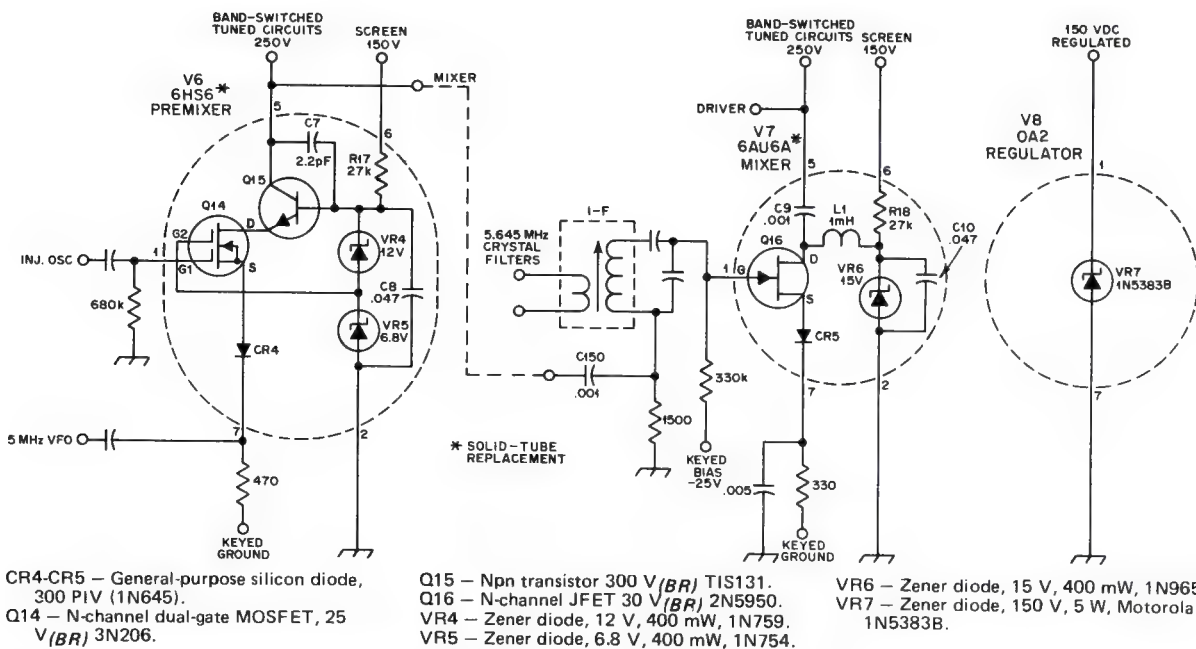 BAND-SWITCHED
TUNED CIRCUITS
250V
SCREEN
150V
V6
6HS6*
PREMIXER
MIXER
5
6
C7
2.2pF
R17
27k
Q15
Q14
D
G2
G1
S
1
INJ. OSC
680k
VR4
12V
C8
.047
VR5
6.8V
CR4
7
2
5 MHz VFO
470
KEYED
GROUND
5.645 MHz
CRYSTAL
FILTERS
I-F
C150
.001
1500
330k
KEYED
BIAS
-25V
* SOLID-TUBE
REPLACEMENT
BAND-SWITCHED
TUNED CIRCUITS
250V
SCREEN
150V
DRIVER
V7
6AU6A*
MIXER
5
6
C9
.001
L1
1mH
R18
27k
C10
.047
Q16
1
G
D
S
VR6
15V
CR5
7
2
.005
330
150 VDC
REGULATED
V8
OA2
REGULATOR
1
VR7
1N5383B
7
CR4-CR5 — General-purpose silicon diode,
300 PIV (1N645).
Q14 — N-channel dual-gate MOSFET, 25
V(BR) 3N206.
Q15 — Npn transistor 300 V(BR) TIS131.
Q16 — N-channel JFET 30 V(BR) 2N5950.
VR4 — Zener diode, 12 V, 400 mW, 1N759.
VR5 — Zener diode, 6.8 V, 400 mW, 1N754.
VR6 — Zener diode, 15 V, 400 mW, 1N965
VR7 — Zener diode, 150 V, 5 W, Motorola
1N5383B.